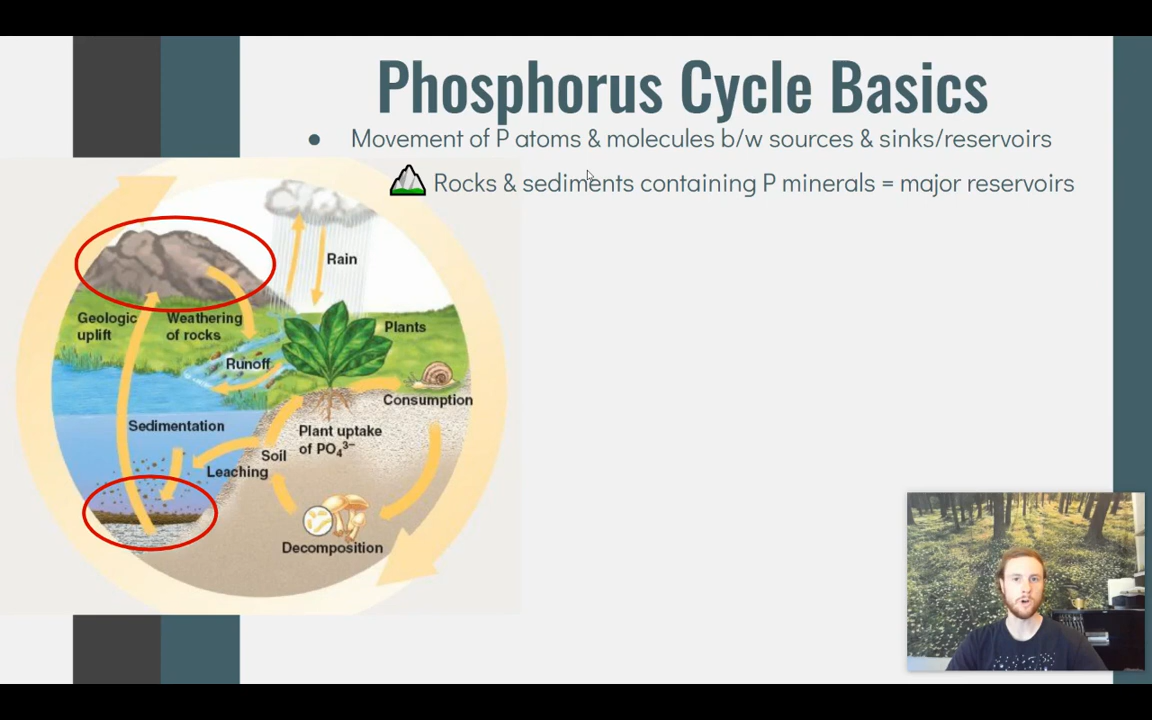 Phosphorus Cycle Basics
● Movement of P atoms & molecules b/w sources & sinks/reservoirs
Rocks & sediments containing P minerals = major reservoirs
Rain
Geologic
uplift
Weathering
of rocks
Plants
Runoff
Consumption
Sedimentation
Plant uptake
of PO₄³⁻
Soil
Leaching
Decomposition